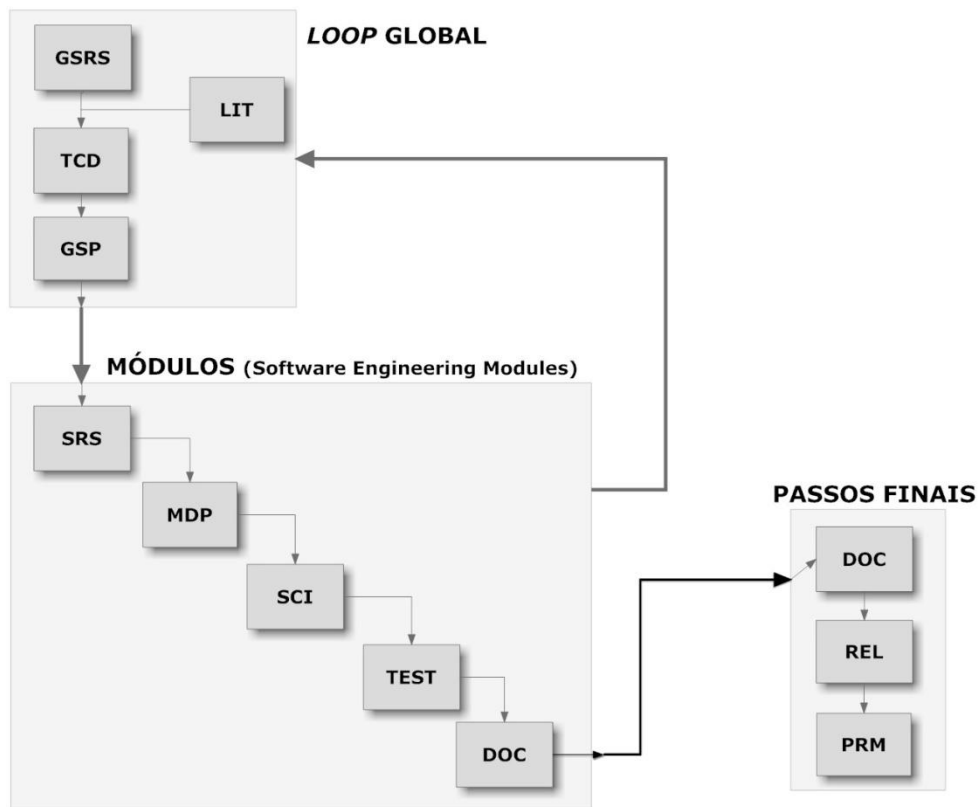 LOOP GLOBAL
GSRS
LIT
TCD
GSP
MÓDULOS (Software Engineering Modules)
SRS
MDP
SCI
TEST
DOC
PASSOS FINAIS
DOC
REL
PRM